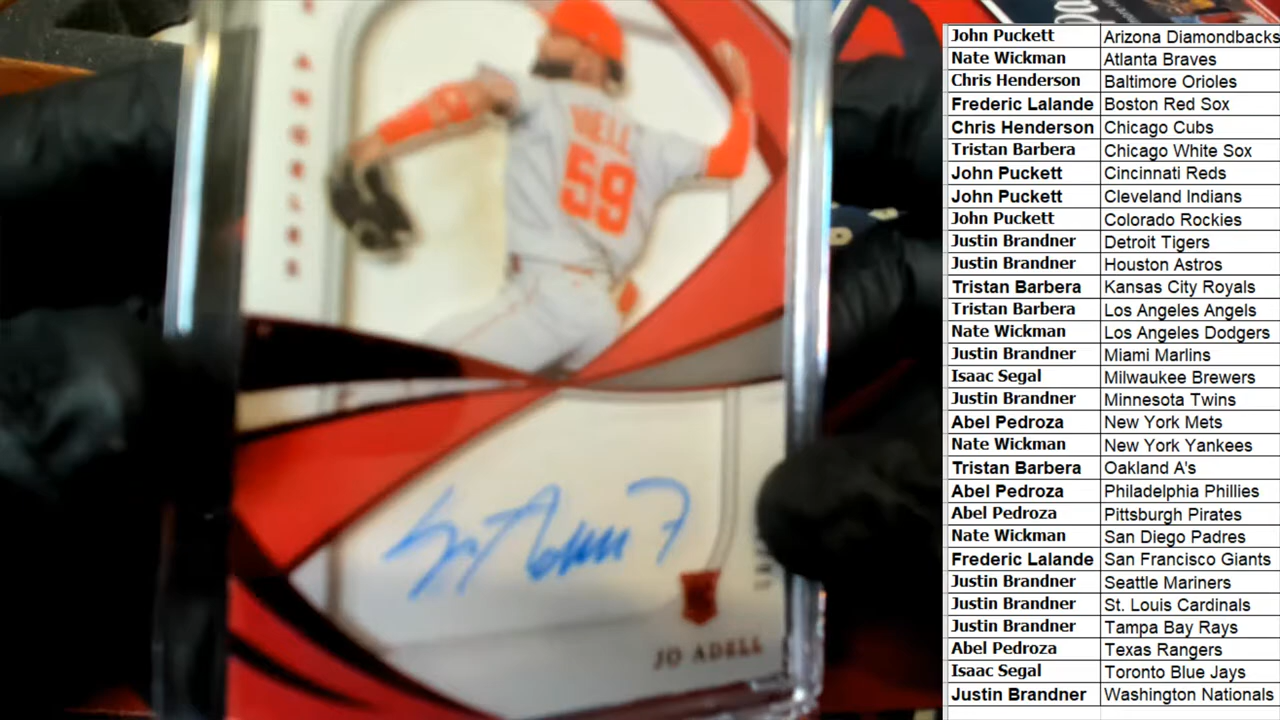 ANGELS
DELL
59
JO ADELL
John Puckett Arizona Diamondbacks
Nate Wickman Atlanta Braves
Chris Henderson Baltimore Orioles
Frederic Lalande Boston Red Sox
Chris Henderson Chicago Cubs
Tristan Barbera Chicago White Sox
John Puckett Cincinnati Reds
John Puckett Cleveland Indians
John Puckett Colorado Rockies
Justin Brandner Detroit Tigers
Justin Brandner Houston Astros
Tristan Barbera Kansas City Royals
Tristan Barbera Los Angeles Angels
Nate Wickman Los Angeles Dodgers
Justin Brandner Miami Marlins
Isaac Segal Milwaukee Brewers
Justin Brandner Minnesota Twins
Abel Pedroza New York Mets
Nate Wickman New York Yankees
Tristan Barbera Oakland A's
Abel Pedroza Philadelphia Phillies
Abel Pedroza Pittsburgh Pirates
Nate Wickman San Diego Padres
Frederic Lalande San Francisco Giants
Justin Brandner Seattle Mariners
Justin Brandner St. Louis Cardinals
Justin Brandner Tampa Bay Rays
Abel Pedroza Texas Rangers
Isaac Segal Toronto Blue Jays
Justin Brandner Washington Nationals